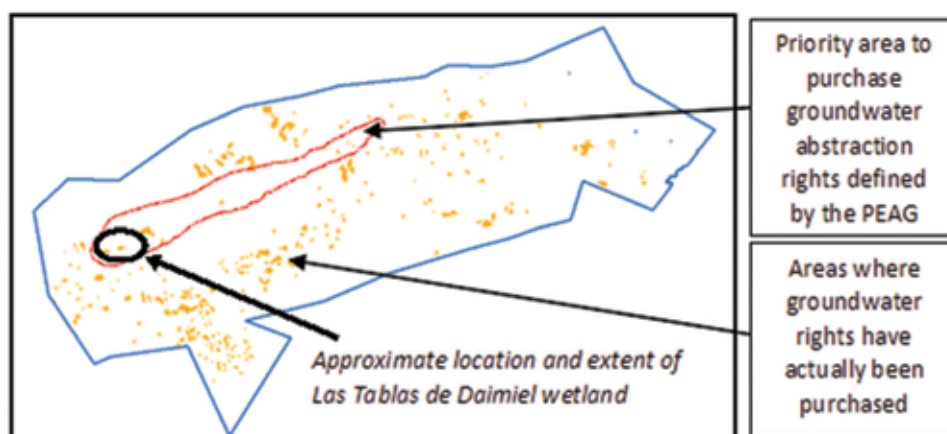 Priority area to
purchase
groundwater
abstraction
rights defined
by the PEAG
Areas where
groundwater
rights have
actually been
purchased
Approximate location and extent of
Las Tablas de Daimiel wetland